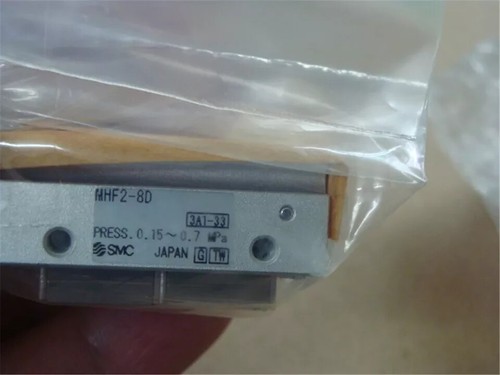 MHF2-8D
3A1-33
PRESS. 0.15～0.7 MPa
SMC JAPAN G TW